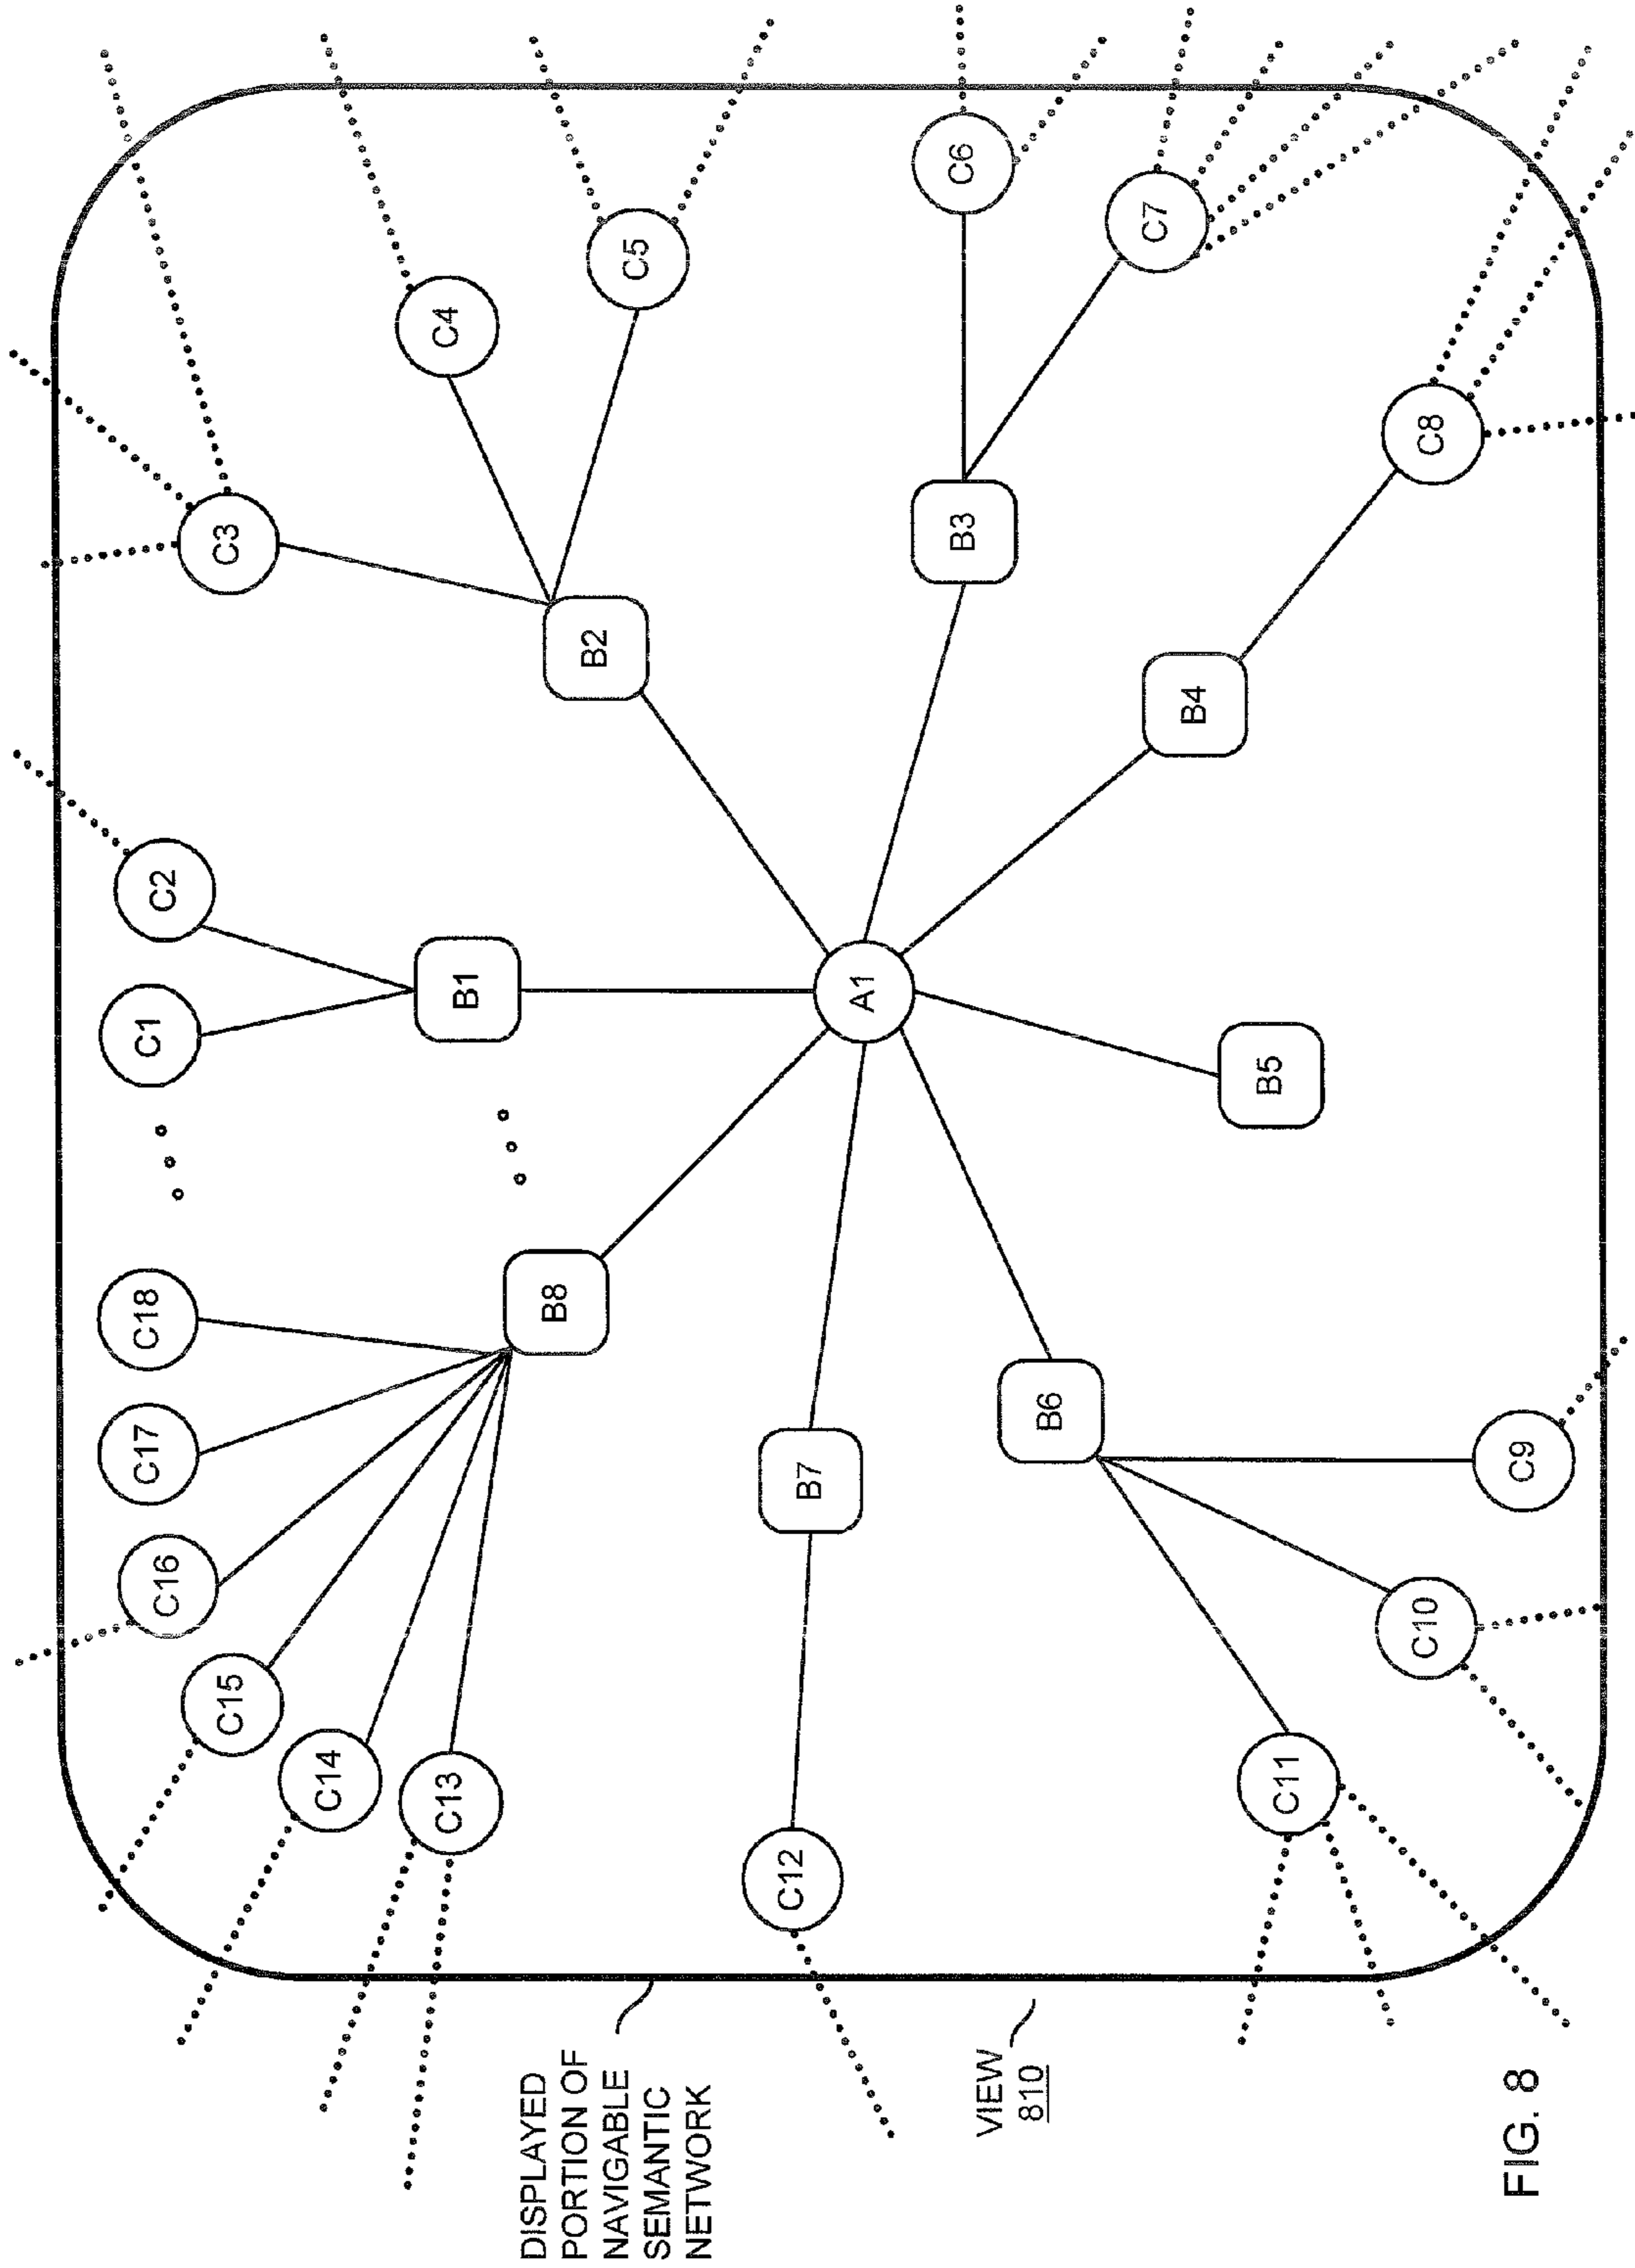 C13
C14
C15
C16
C17
C18
C1
C2
C3
C4
C5
B8
B1
B2
C12
B7
A1
B3
C6
C11
B6
B5
B4
C7
C10
C9
C8
DISPLAYED
PORTION OF
NAVIGABLE
SEMANTIC
NETWORK
VIEW
810
FIG. 8